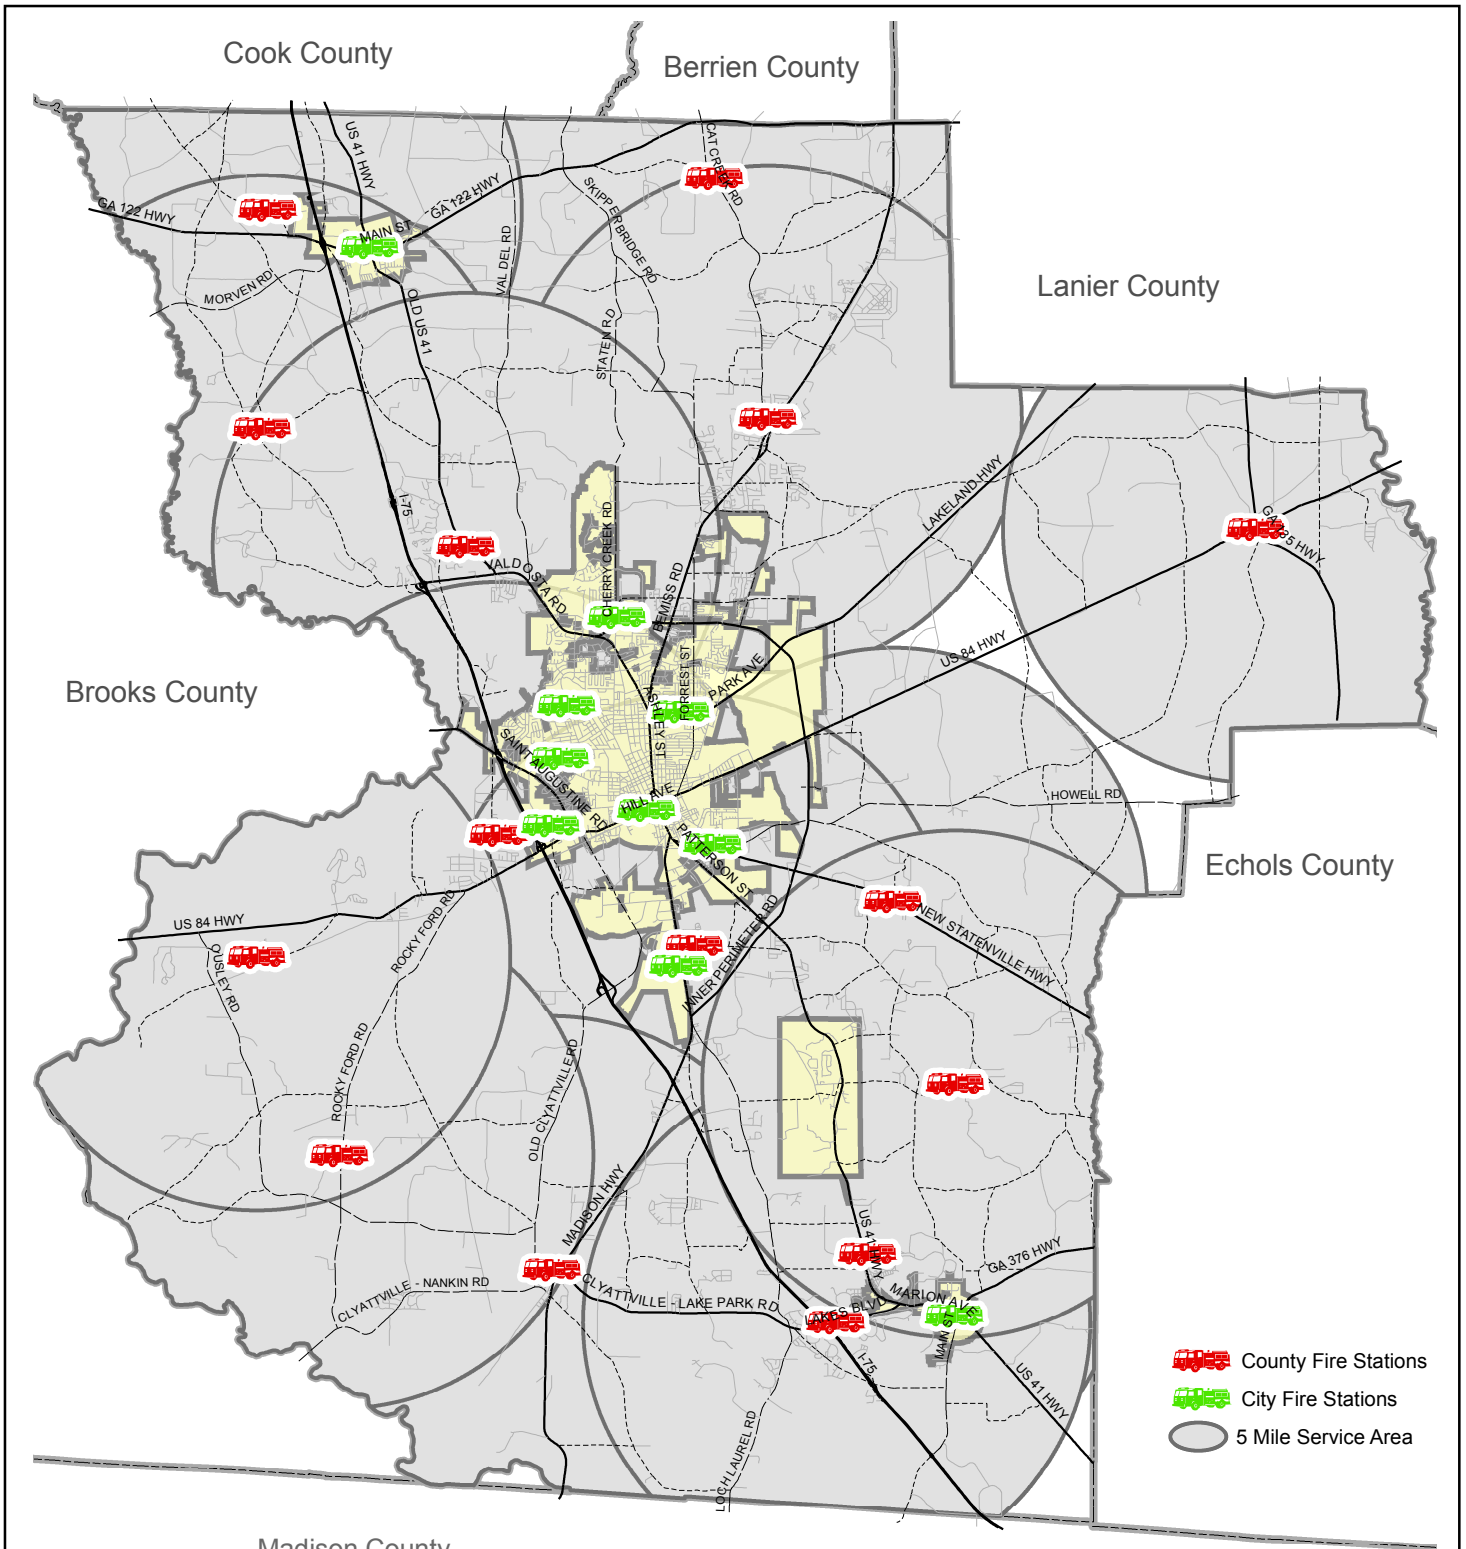 Cook County
Berrien County
US 41 HWY
CAT CREEK RD
GA 122 HWY
GA 122 HWY
MAIN ST
SKIPPER BRIDGE RD
VAL DEL RD
MORVEN RD
OLD US 41
STATEN RD
Lanier County
LAKELAND HWY
I-75
CHERRY CREEK RD
GA 135 HWY
VALDOSTA RD
BEMISS RD
US 84 HWY
FORREST ST
PARK AVE
Brooks County
ASHLEY ST
SAINT AUGUSTINE RD
HILL AVE
HOWELL RD
PATTERSON ST
Echols County
US 84 HWY
ROCKY FORD RD
INNER PERIMETER RD
NEW STATENVILLE HWY
OUSLEY RD
ROCKY FORD RD
OLD CLYATTVILLE RD
MADISON HWY
US 41 HWY
GA 376 HWY
CLYATTVILLE - NANKIN RD
CLYATTVILLE - LAKE PARK RD
LAKES BLVD
MARION AVE
MAIN ST
I-75
US 41 HWY
LOCH LAUREL RD
County Fire Stations
City Fire Stations
5 Mile Service Area
Madison County